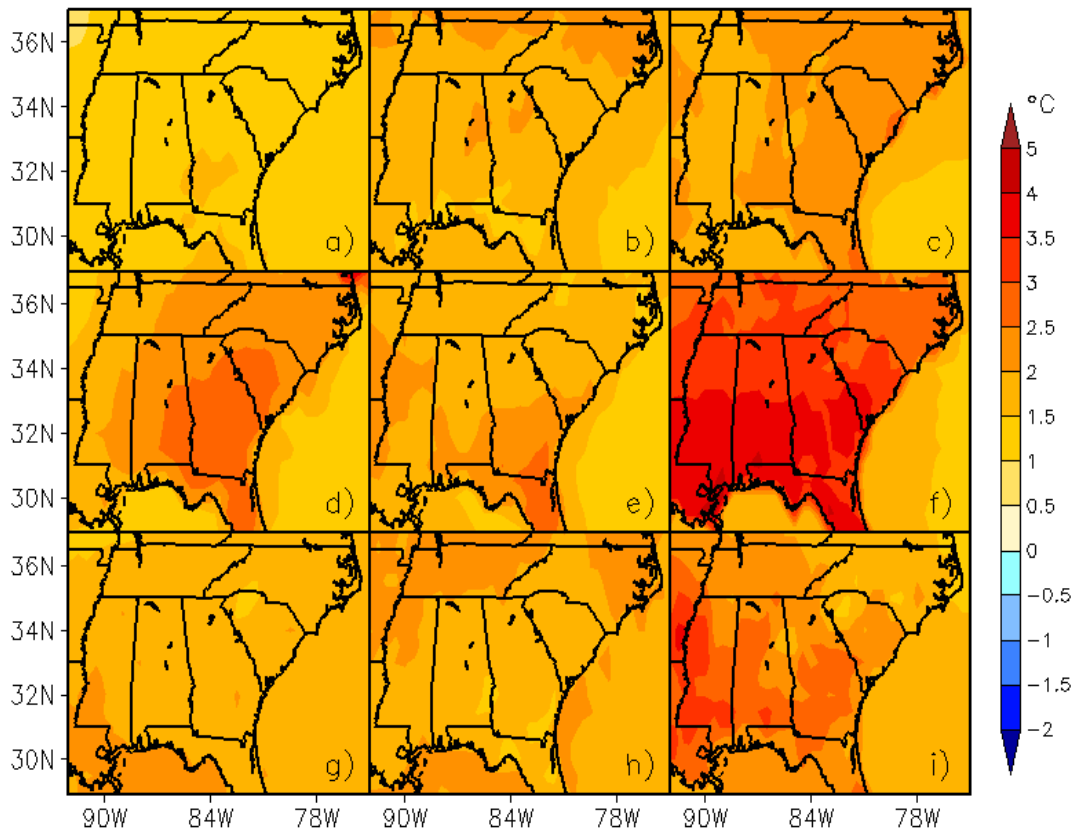 36N
34N
32N
30N
a)
b)
c)
°C
5
4
3.5
3
2.5
2
1.5
1
0.5
0
−0.5
−1
−1.5
−2
36N
34N
32N
30N
d)
e)
f)
36N
34N
32N
30N
g)
h)
i)
90W 84W 78W 90W 84W 78W 90W 84W 78W